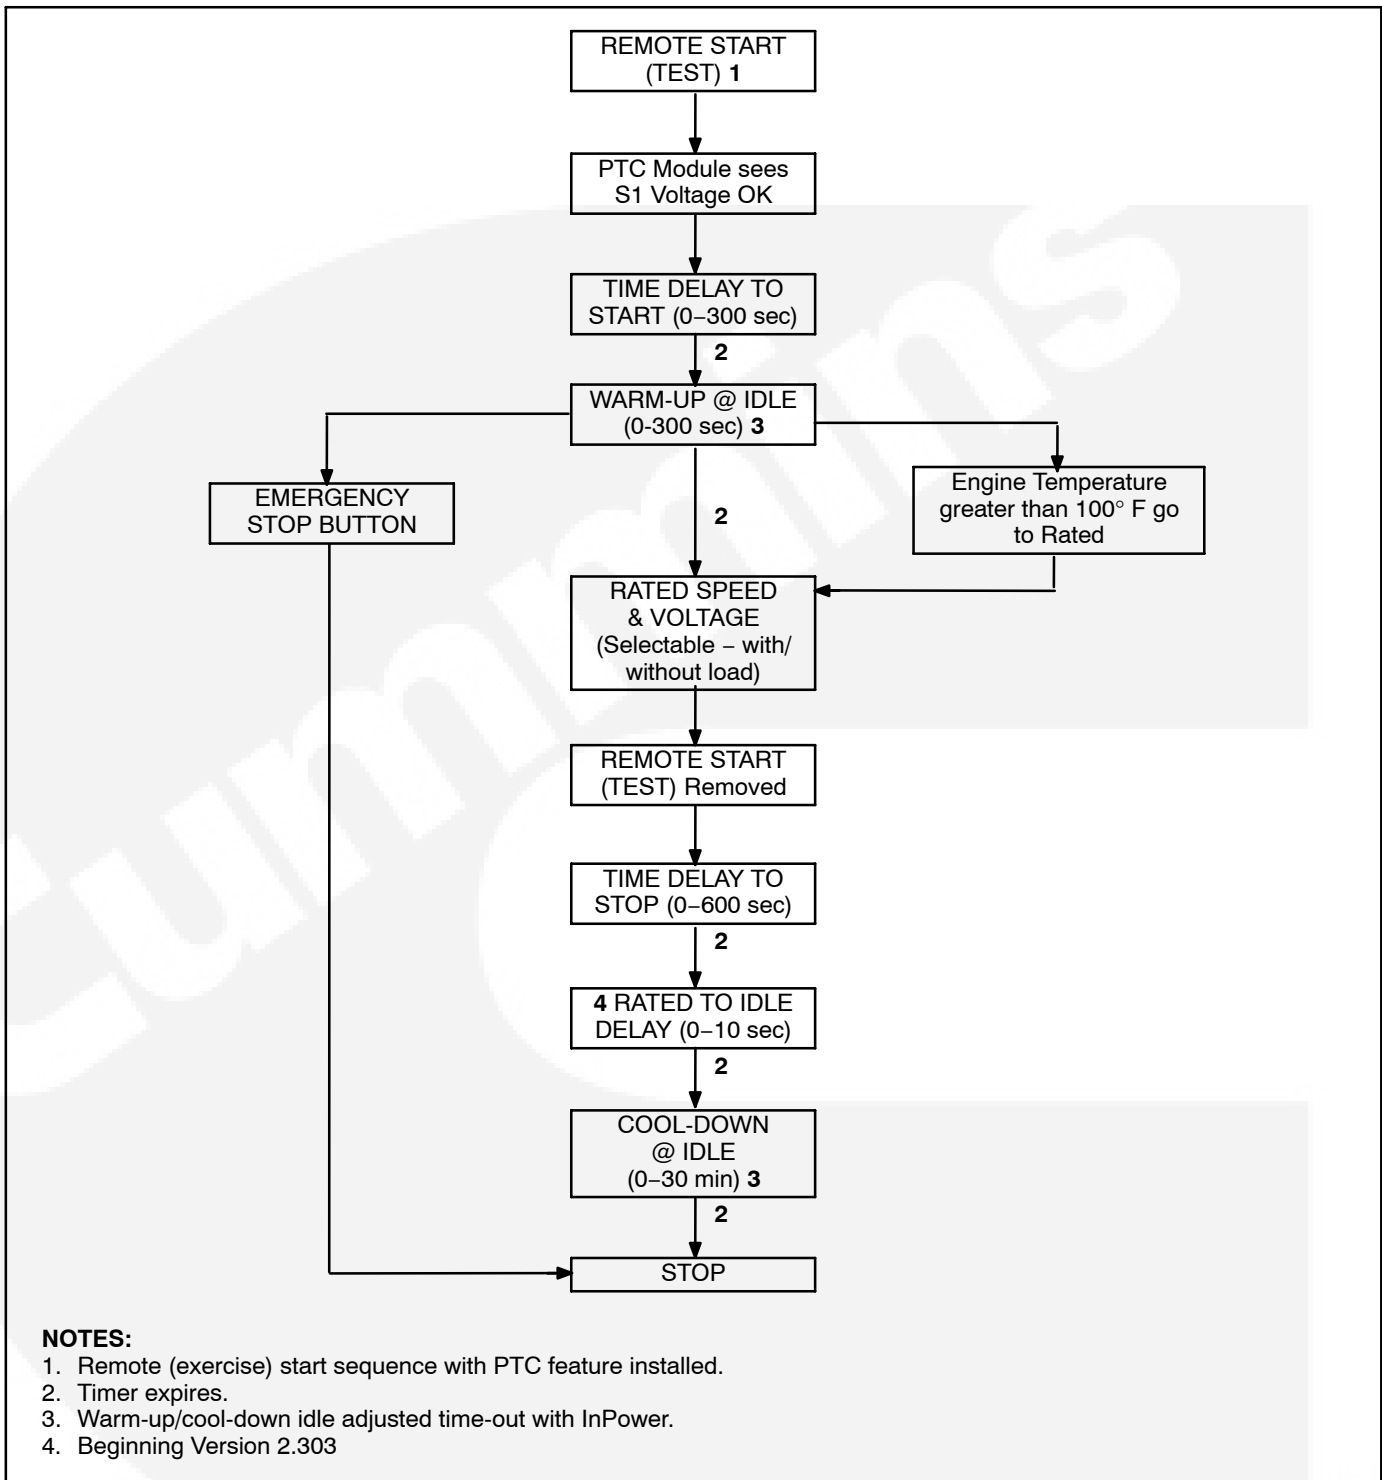 REMOTE START
(TEST) 1
PTC Module sees
S1 Voltage OK
TIME DELAY TO
START (0–300 sec)
2
WARM-UP @ IDLE
(0-300 sec) 3
EMERGENCY
STOP BUTTON
2
Engine Temperature
greater than 100° F go
to Rated
RATED SPEED
& VOLTAGE
(Selectable – with/
without load)
REMOTE START
(TEST) Removed
TIME DELAY TO
STOP (0–600 sec)
2
4 RATED TO IDLE
DELAY (0–10 sec)
2
COOL-DOWN
@ IDLE
(0–30 min) 3
2
STOP
NOTES:
1. Remote (exercise) start sequence with PTC feature installed.
2. Timer expires.
3. Warm-up/cool-down idle adjusted time-out with InPower.
4. Beginning Version 2.303
Cummins